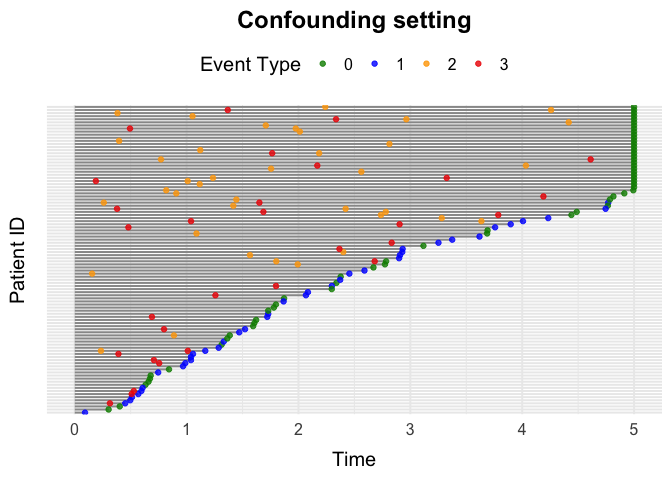 Confounding setting
Event Type 0 1 2 3
Patient ID
0 1 2 3 4 5
Time